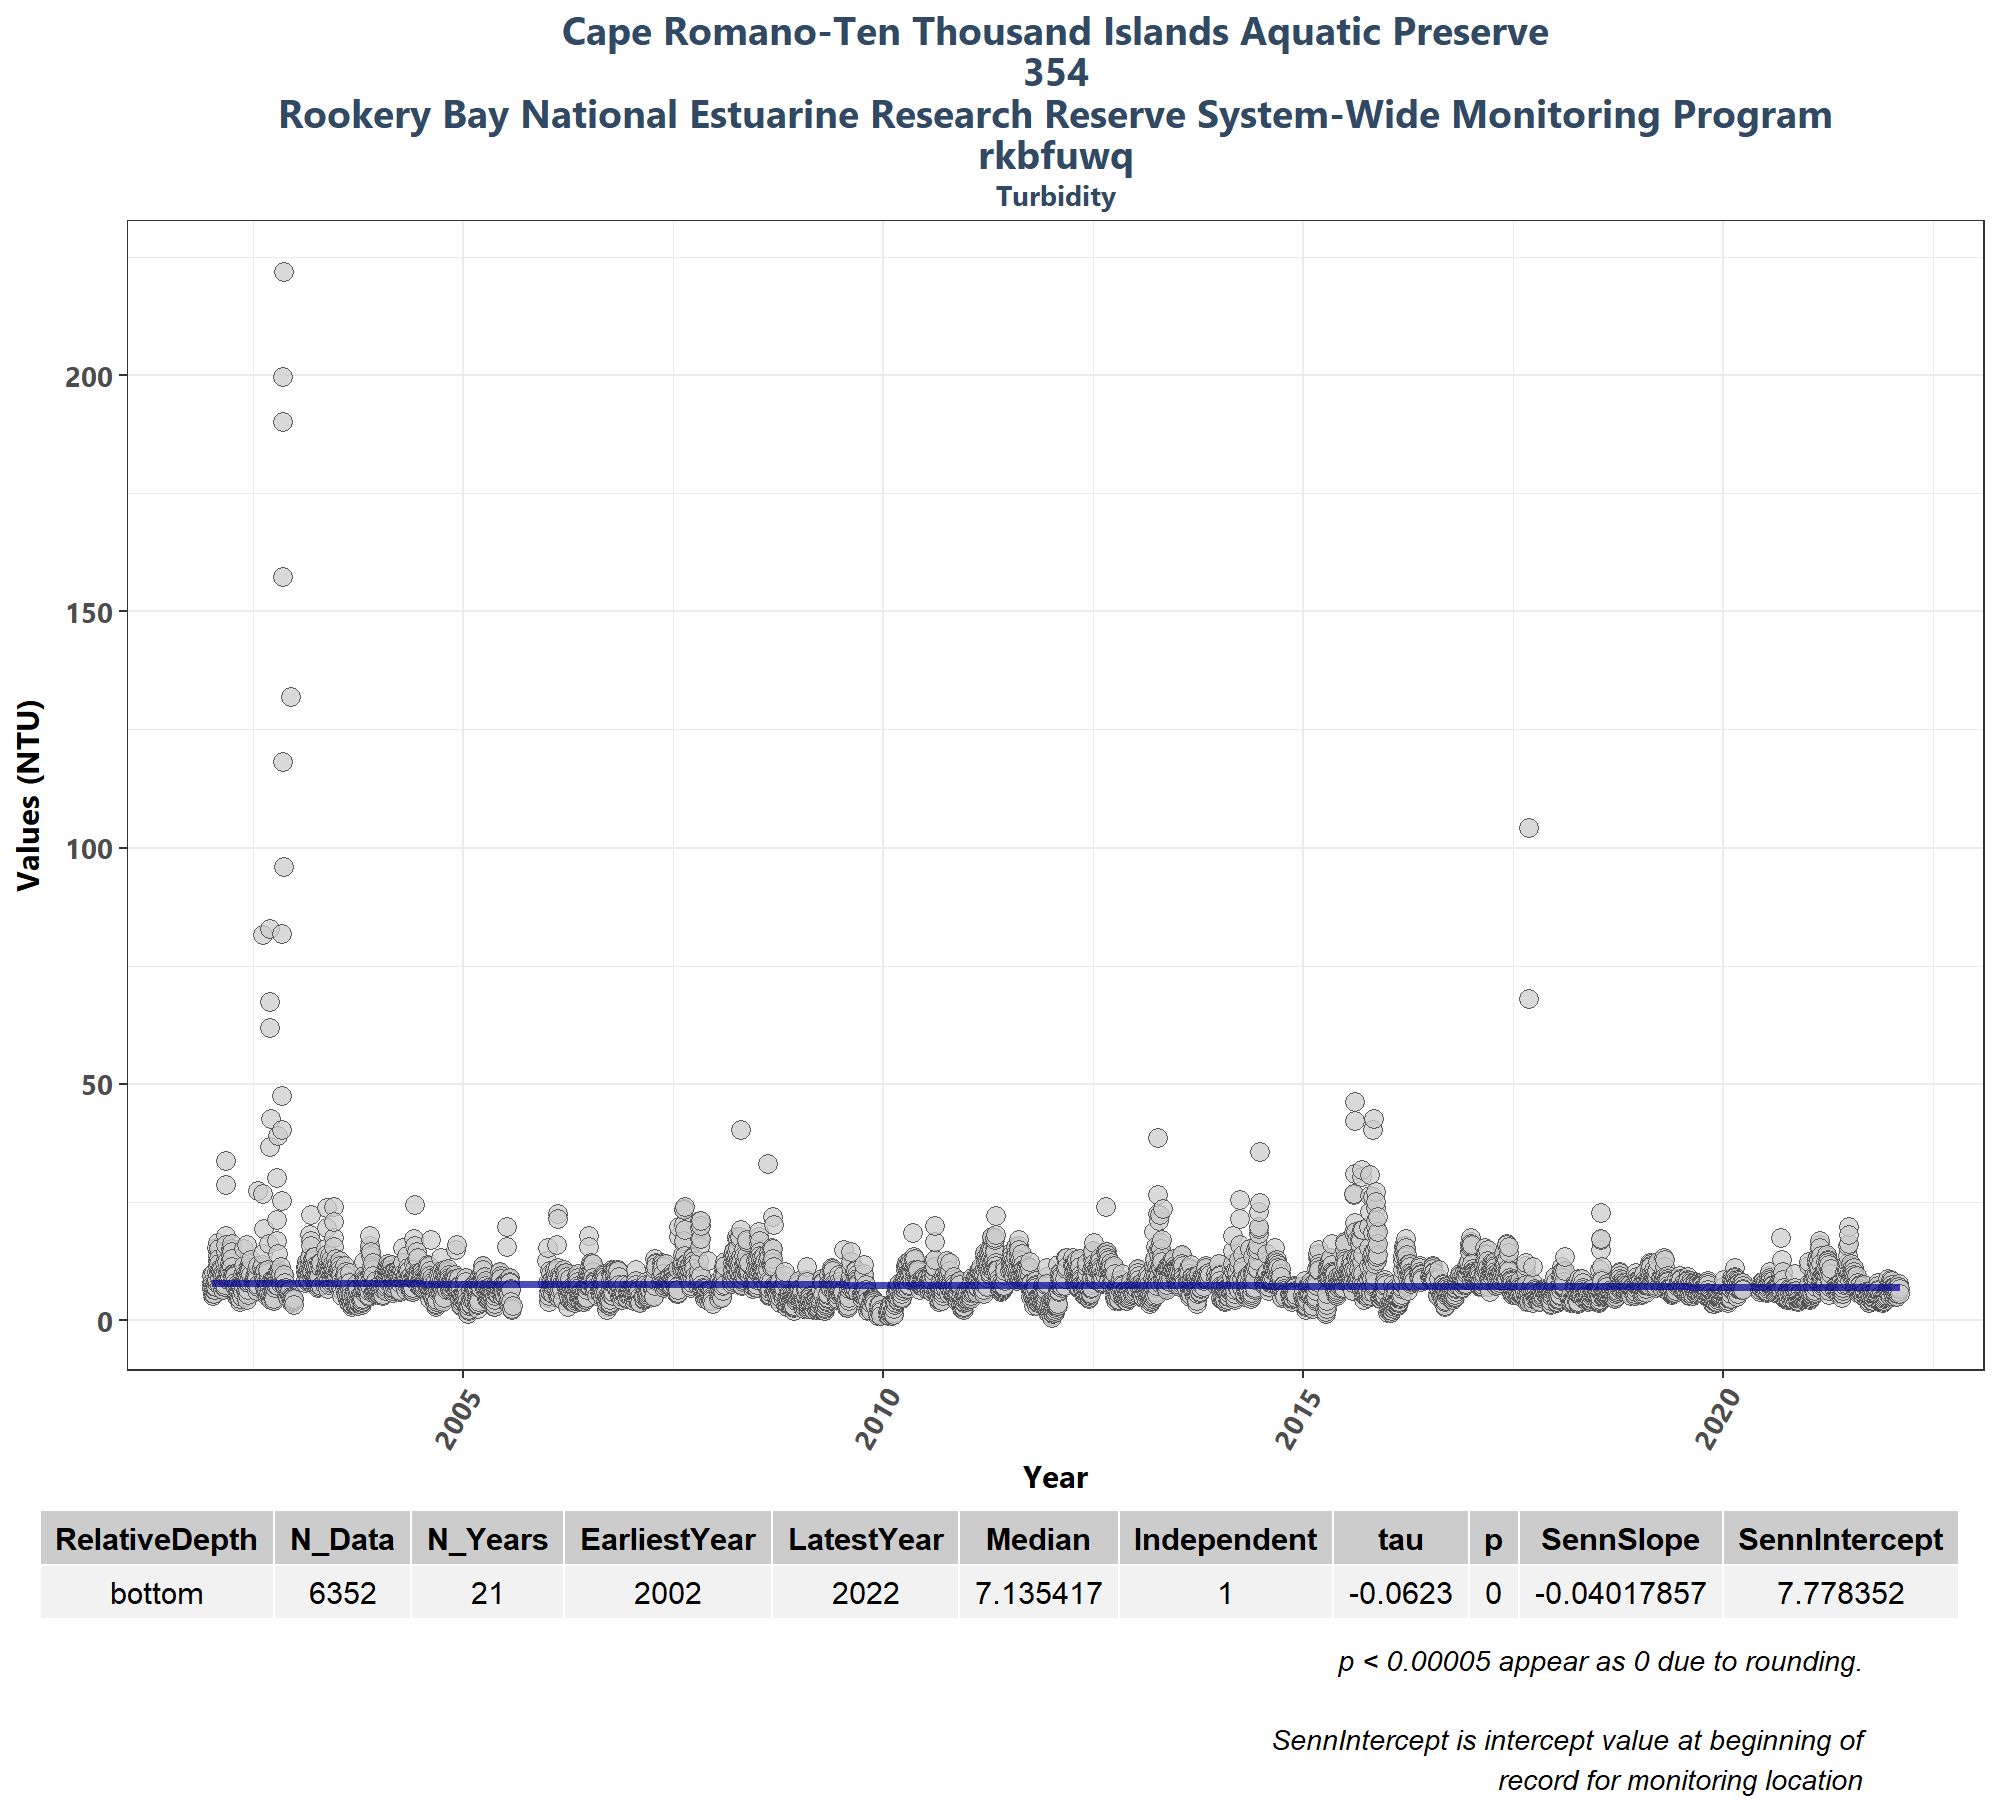 Cape Romano-Ten Thousand Islands Aquatic Preserve
354
Rookery Bay National Estuarine Research Reserve System-Wide Monitoring Program
rkbfuwq
Turbidity
200
150
100
50
0
Values (NTU)
2005 2010 2015 2020
Year
RelativeDepth N_Data N_Years EarliestYear LatestYear Median Independent tau p SennSlope SennIntercept
bottom 6352 21 2002 2022 7.135417 1 -0.0623 0 -0.04017857 7.778352
p < 0.00005 appear as 0 due to rounding.
SennIntercept is intercept value at beginning of
record for monitoring location